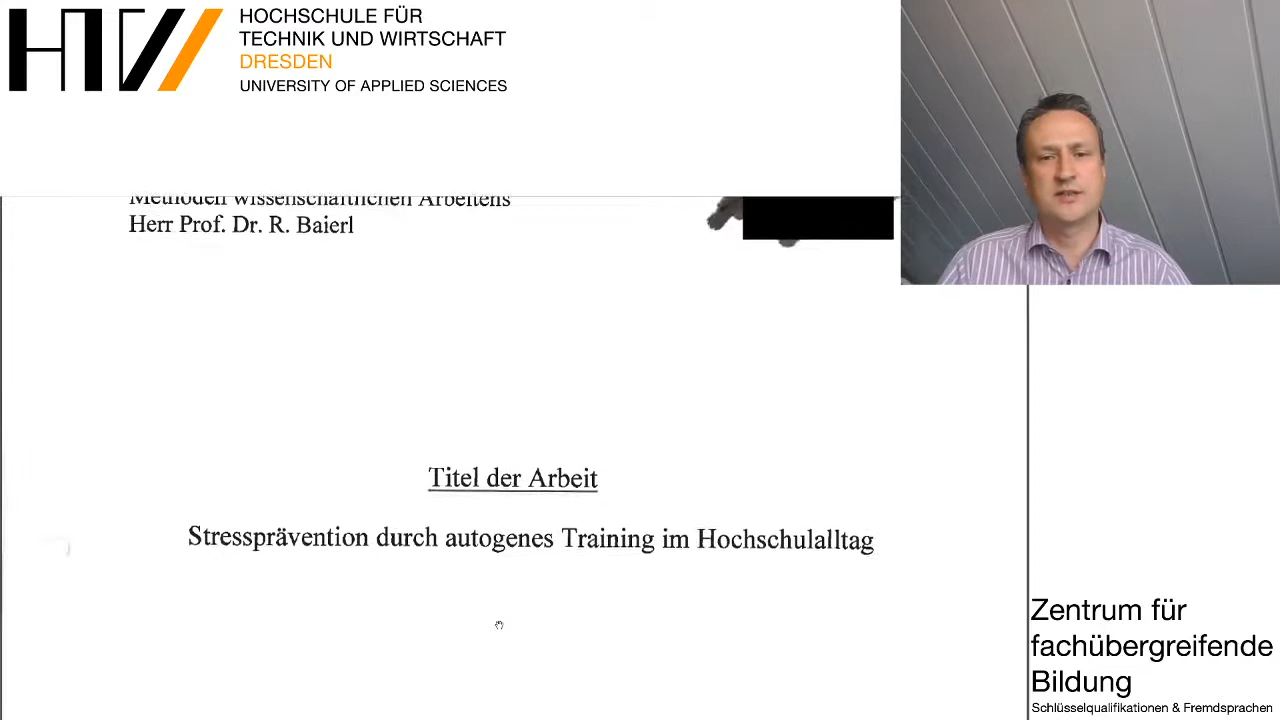 HTW
HOCHSCHULE FÜR
TECHNIK UND WIRTSCHAFT
DRESDEN
UNIVERSITY OF APPLIED SCIENCES
Methoden wissenschaftlichen Arbeitens
Herr Prof. Dr. R. Baierl
Titel der Arbeit
Stressprävention durch autogenes Training im Hochschulalltag
Zentrum für
fachübergreifende
Bildung
Schlüsselqualifikationen & Fremdsprachen